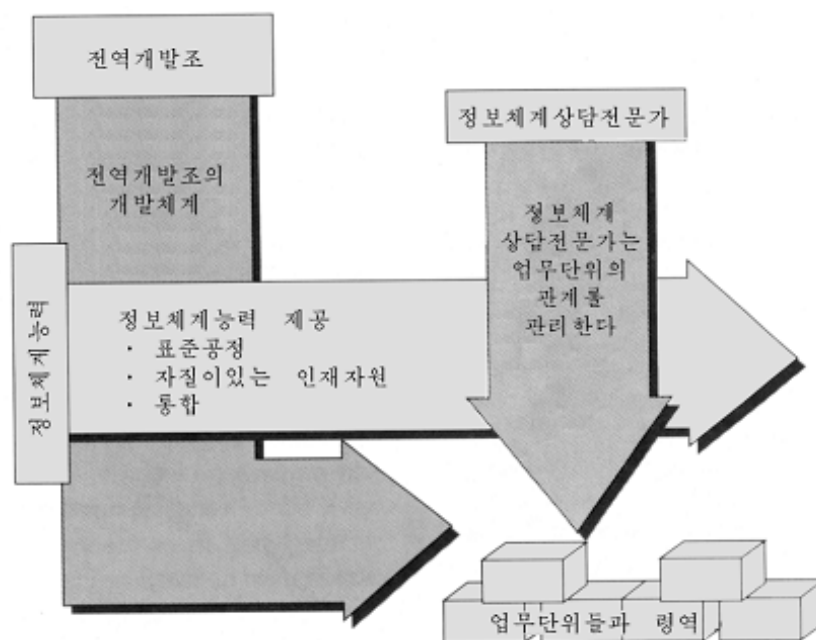 전역개발조
정보체계상담전문가
전역개발조의
개발체계
정보체계
상담전문가는
업무단위의
관계를
관리한다
정보체계능력
정보체계능력 제공
· 표준공정
· 자질이있는 인재자원
· 통합
업무단위들과 령역